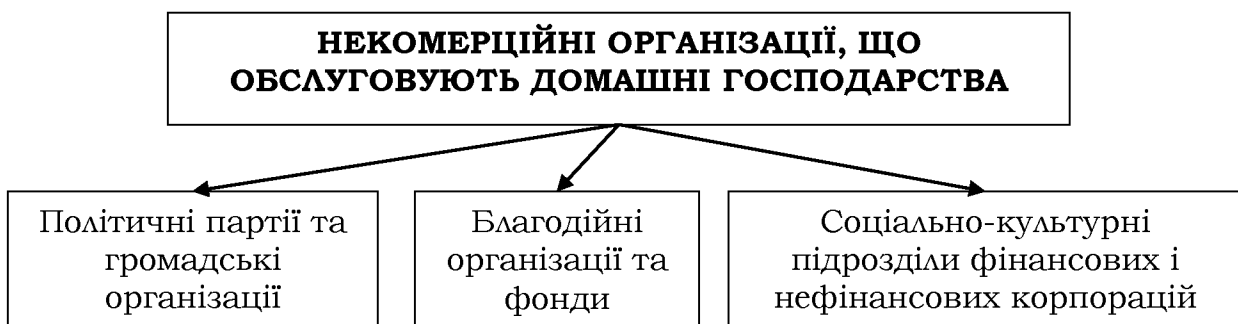 НЕКОМЕРЦІЙНІ ОРГАНІЗАЦІЇ, ЩО
ОБСЛУГОВУЮТЬ ДОМАШНІ ГОСПОДАРСТВА
Політичні партії та
громадські
організації
Благодійні
організації та
фонди
Соціально-культурні
підрозділи фінансових і
нефінансових корпорацій